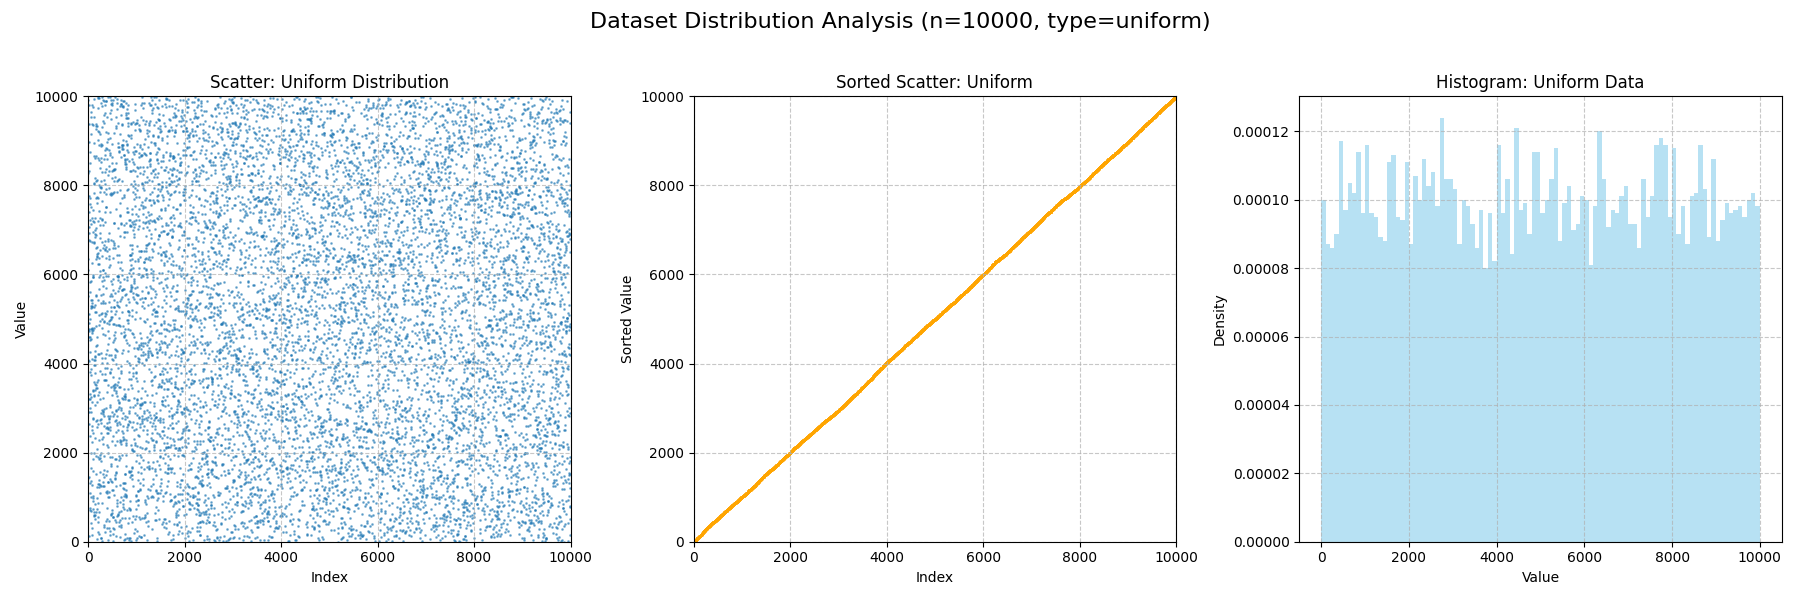 Dataset Distribution Analysis (n=10000, type=uniform)
Scatter: Uniform Distribution
10000
8000
6000
4000
2000
0
Value
0 2000 4000 6000 8000 10000
Index
Sorted Scatter: Uniform
10000
8000
6000
4000
2000
0
Sorted Value
0 2000 4000 6000 8000 10000
Index
Histogram: Uniform Data
0.00012
0.00010
0.00008
0.00006
0.00004
0.00002
0.00000
Density
0 2000 4000 6000 8000 10000
Value